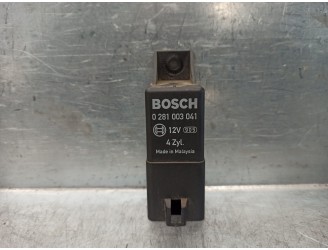 BOSCH
0 281 003 041
12V
4 Zyl.
Made in Malaysia